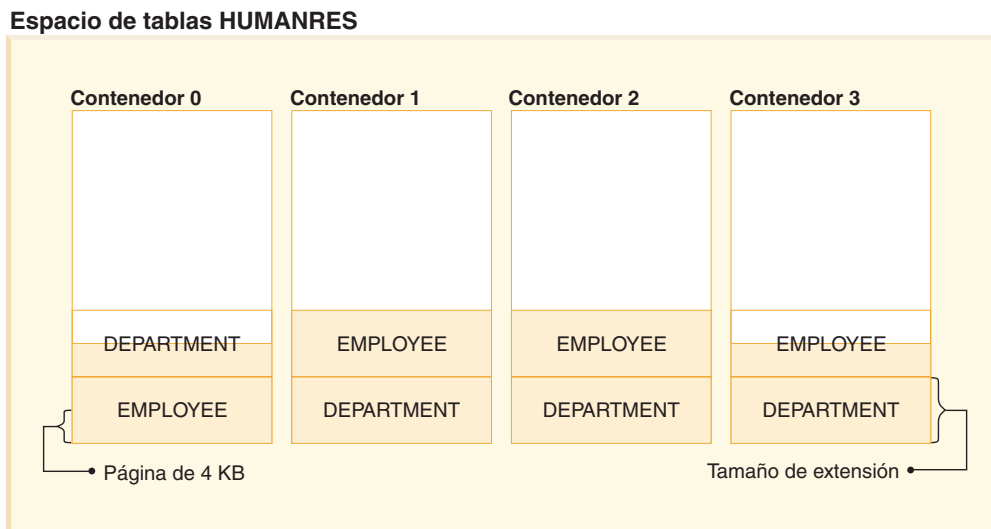 Espacio de tablas HUMANRES
Contenedor 0 Contenedor 1 Contenedor 2 Contenedor 3
DEPARTMENT EMPLOYEE EMPLOYEE EMPLOYEE
EMPLOYEE DEPARTMENT DEPARTMENT DEPARTMENT
Página de 4 KB Tamaño de extensión